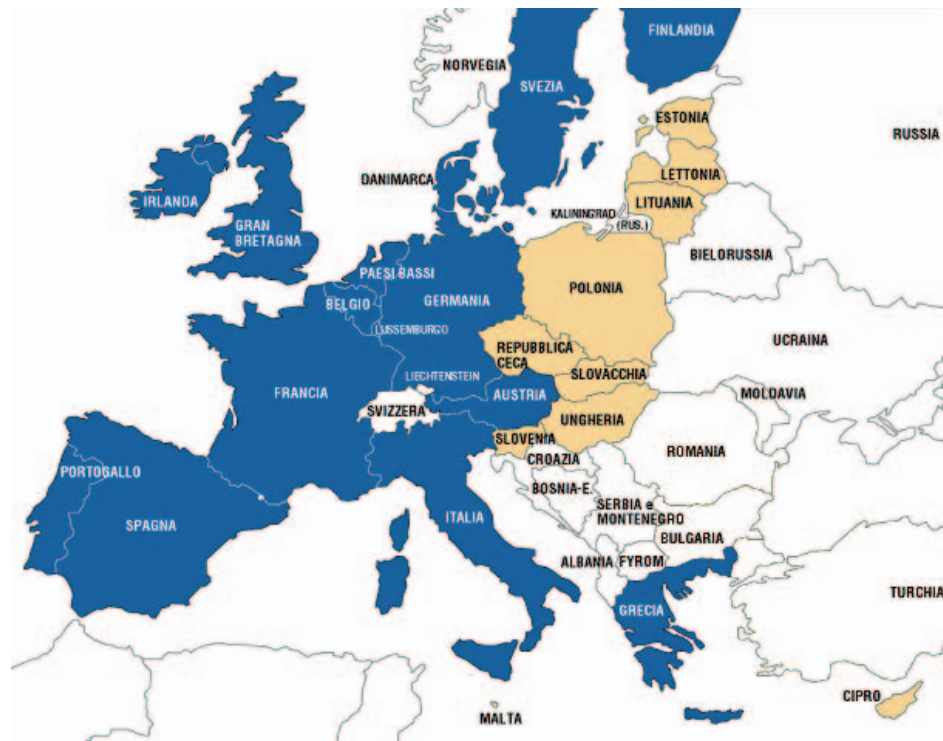 FINLANDIA
NORVEGIA
SVEZIA
ESTONIA
RUSSIA
LETTONIA
DANIMARCA
IRLANDA
LITUANIA
KALININGRAD
(RUS.)
GRAN
BRETAGNA
BIELORUSSIA
PAESI BASSI
BELGIO
GERMANIA
POLONIA
LUSSEMBURGO
UCRAINA
REPUBBLICA
CECA
SLOVACCHIA
LIECHTENSTEIN
FRANCIA
AUSTRIA
MOLDAVIA
SVIZZERA
UNGHERIA
SLOVENIA
CROAZIA
ROMANIA
PORTOGALLO
BOSNIA-E.
SERBIA e
MONTENEGRO
SPAGNA
ITALIA
BULGARIA
ALBANIA
FYROM
TURCHIA
GRECIA
CIPRO
MALTA